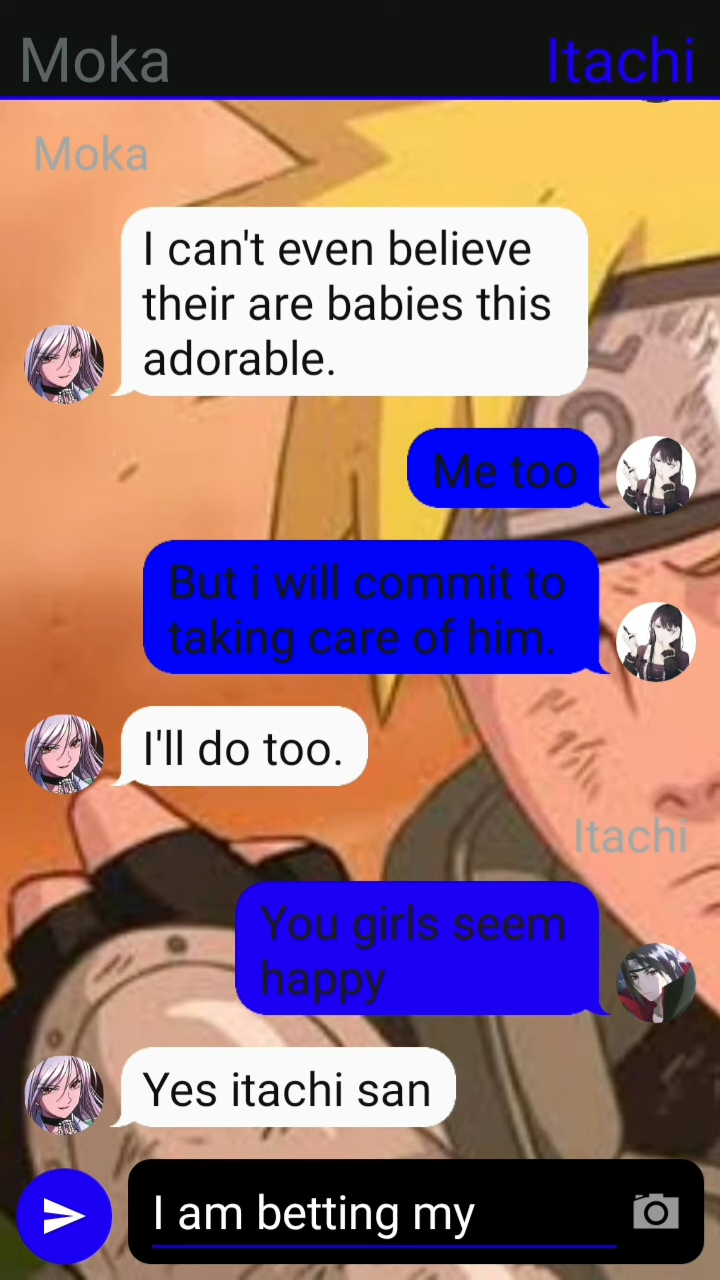 Moka
Itachi
Moka
I can't even believe
their are babies this
adorable.
Me too
But i will commit to
taking care of him.
I'll do too.
Itachi
You girls seem
happy
Yes itachi san
I am betting my